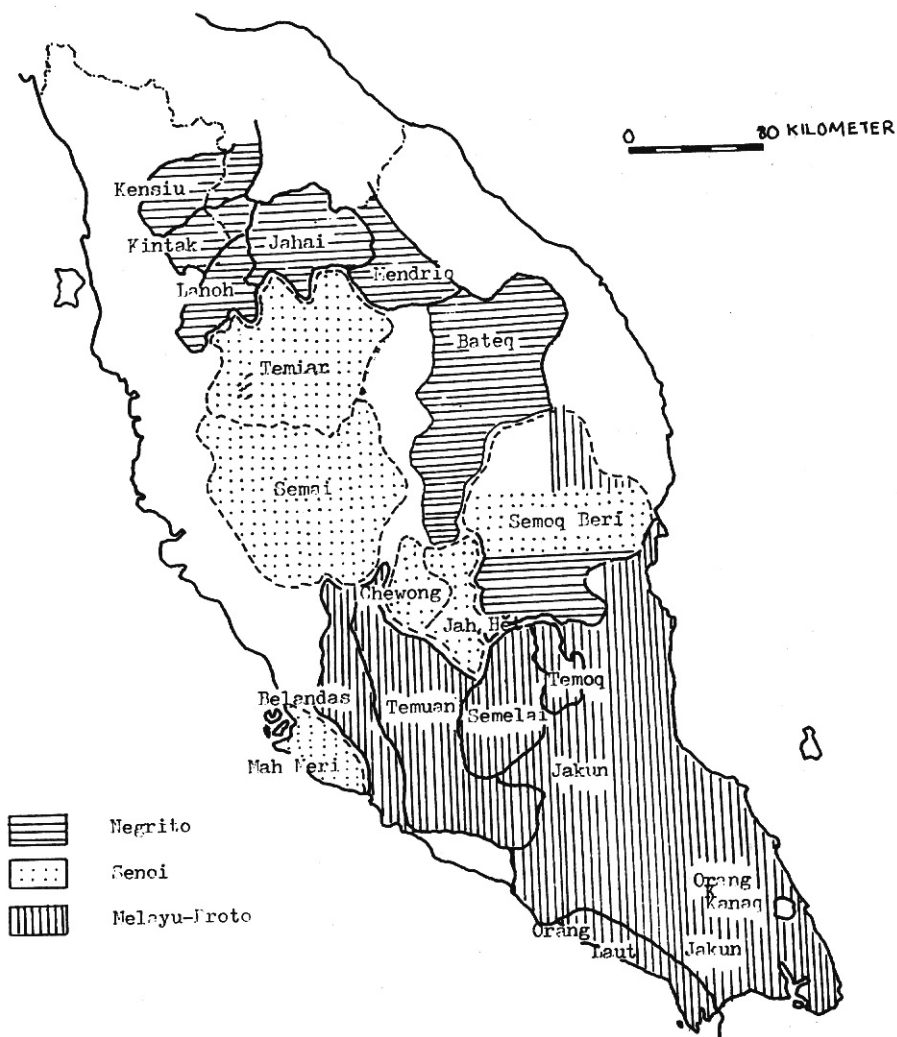 0 80 KILOMETER
Kensiu
Kintak
Jahai
Lanoh
Mendriq
Bateq
Temiar
Semai
Semoq Beri
Chewong
Jah Hět
Temoq
Belandas
Temuan
Semelai
Mah Meri
Jakun
Negrito
Senoi
Melayu-Proto
Orang
Kanaq
Orang
Laut
Jakun